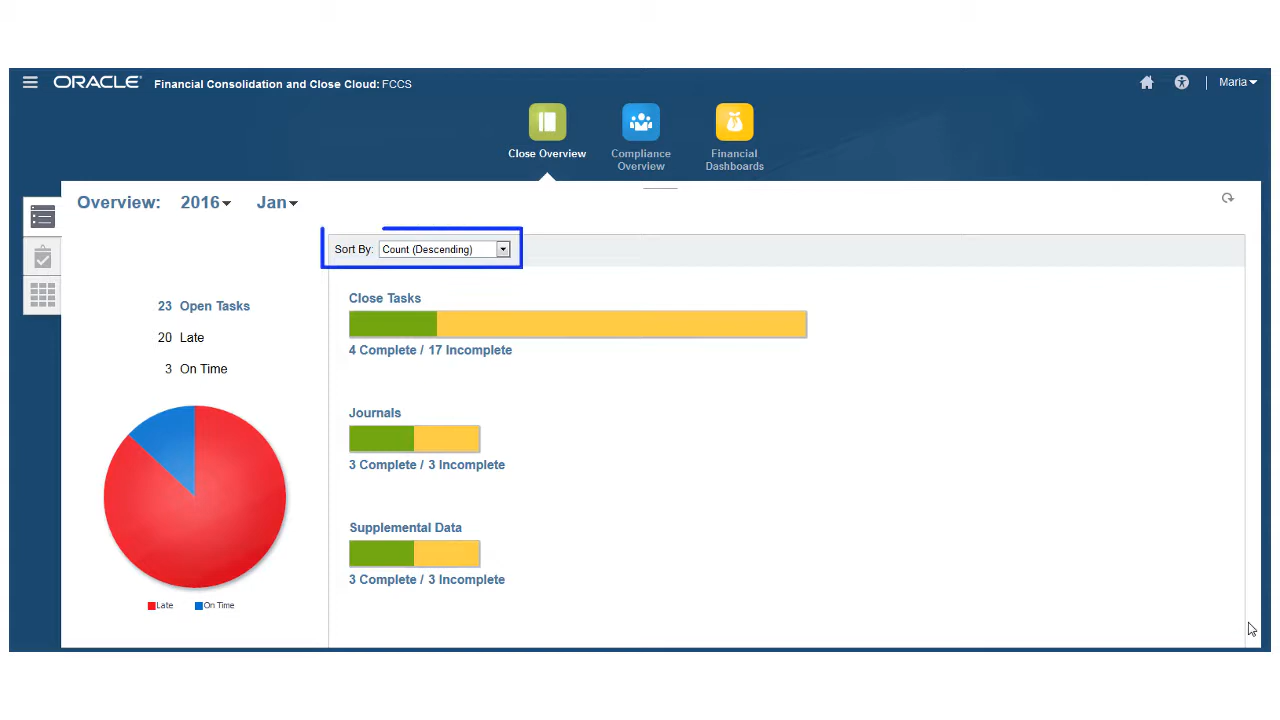 ORACLE Financial Consolidation and Close Cloud: FCCS
Maria
Close Overview
Compliance
Overview
Financial
Dashboards
Overview: 2016 Jan
Sort By: Count (Descending)
23 Open Tasks
20 Late
3 On Time
Late On Time
Close Tasks
4 Complete / 17 Incomplete
Journals
3 Complete / 3 Incomplete
Supplemental Data
3 Complete / 3 Incomplete